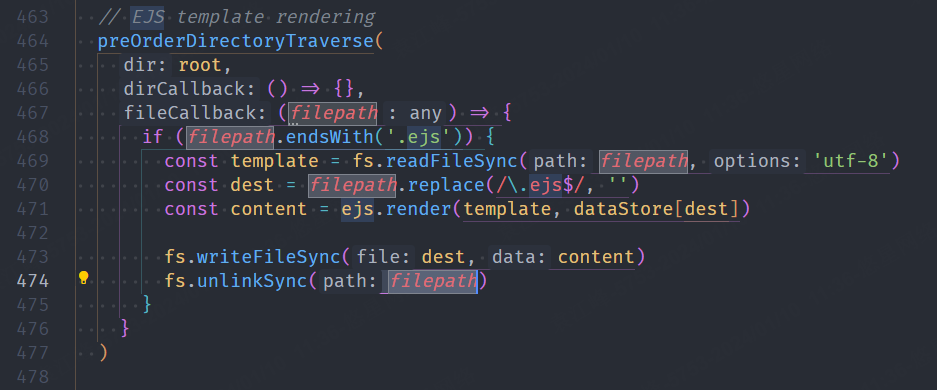 463 // EJS template rendering
464 preOrderDirectoryTraverse(
465 dir: root,
466 dirCallback: () => {},
467 fileCallback: (filepath : any) => {
468 if (filepath.endsWith('.ejs')) {
469 const template = fs.readFileSync(path: filepath, options: 'utf-8')
470 const dest = filepath.replace(/\.ejs$/, '')
471 const content = ejs.render(template, dataStore[dest])
472
473 fs.writeFileSync(file: dest, data: content)
474 fs.unlinkSync(path: filepath)
475 }
476 }
477 )
478